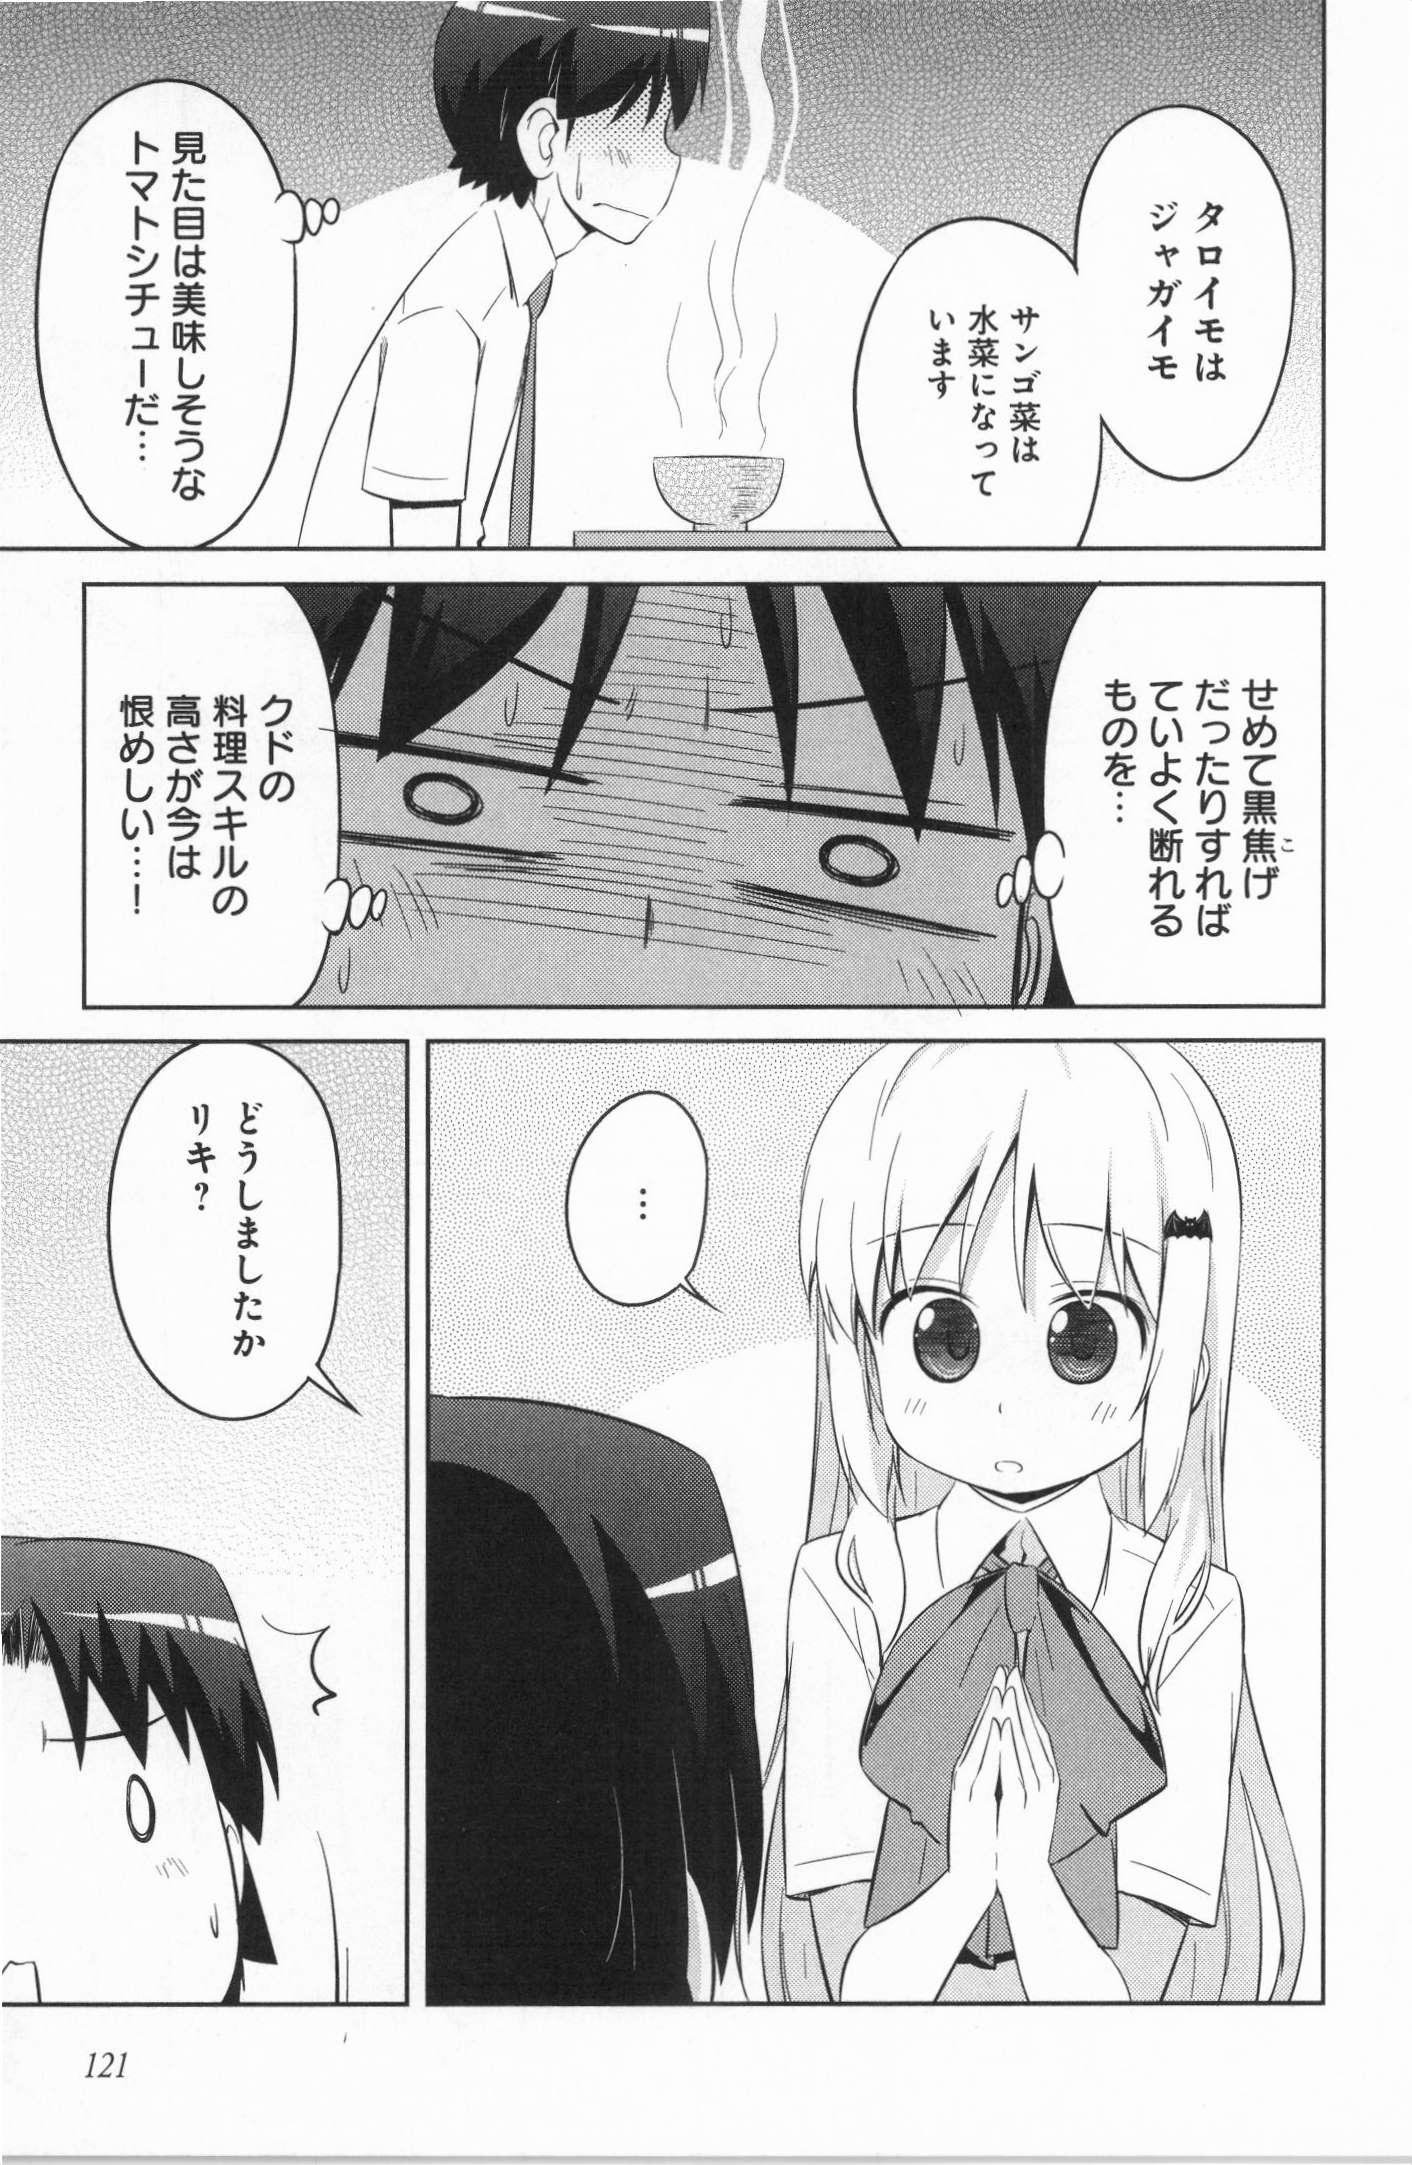 タロイモは
ジャガイモ
サンゴ菜は
水菜になって
います
見た目は美味しそうな
トマトシチューだ…
せめて黒焦げ
こ
だったりすれば
ていよく断れる
ものを…
クドの
料理スキルの
高さが今は
恨めしい…!
…
どうしましたか
リキ?
121